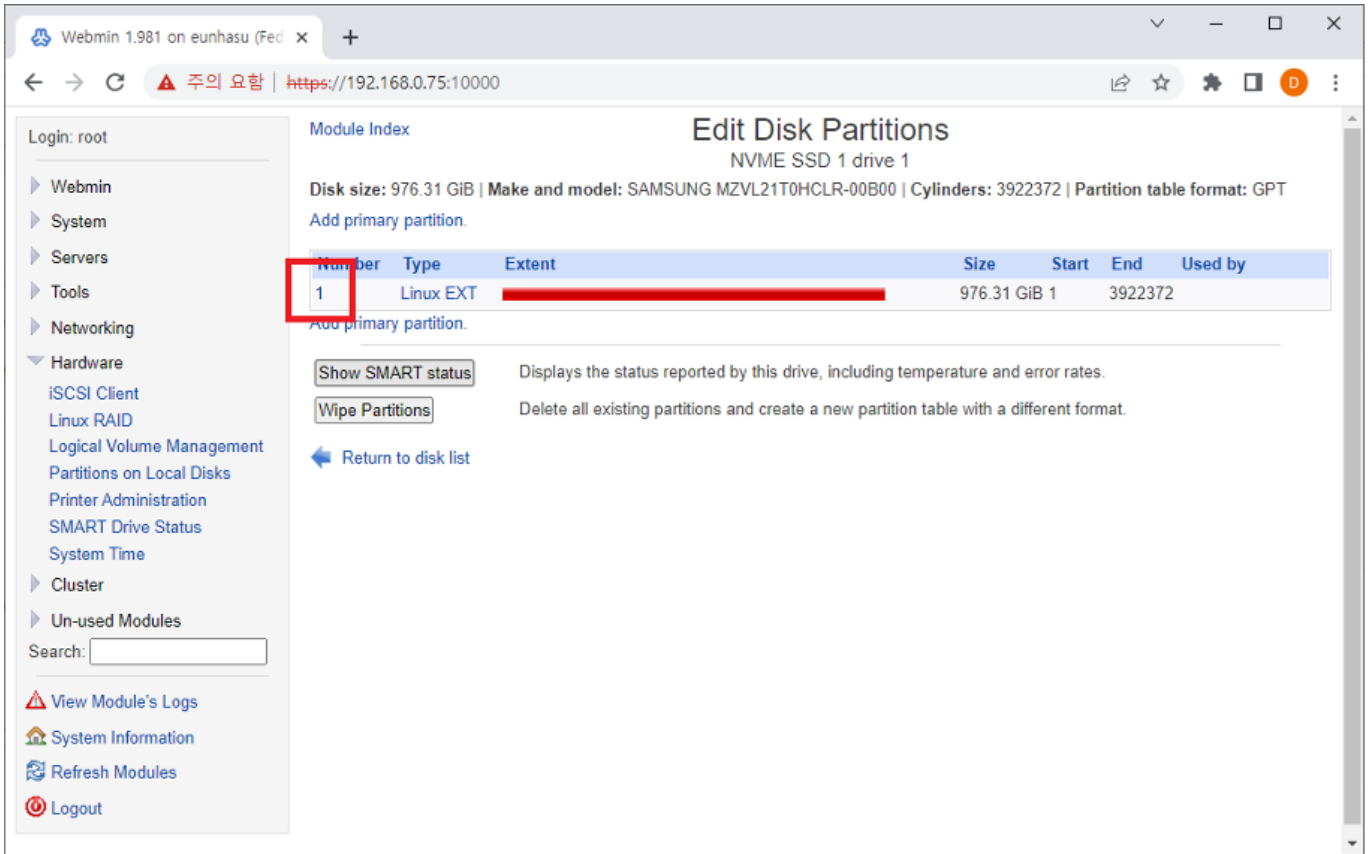 Webmin 1.981 on eunhasu (Fed
주의 요함 https://192.168.0.75:10000
D
Login: root
Webmin
System
Servers
Tools
Networking
Hardware
iSCSI Client
Linux RAID
Logical Volume Management
Partitions on Local Disks
Printer Administration
SMART Drive Status
System Time
Cluster
Un-used Modules
Search:
View Module's Logs
System Information
Refresh Modules
Logout
Module Index
Edit Disk Partitions
NVME SSD 1 drive 1
Disk size: 976.31 GiB | Make and model: SAMSUNG MZVL21T0HCLR-00B00 | Cylinders: 3922372 | Partition table format: GPT
Add primary partition.
Number Type Extent Size Start End Used by
1 Linux EXT 976.31 GiB 1 3922372
Add primary partition.
Show SMART status Displays the status reported by this drive, including temperature and error rates.
Wipe Partitions Delete all existing partitions and create a new partition table with a different format.
Return to disk list